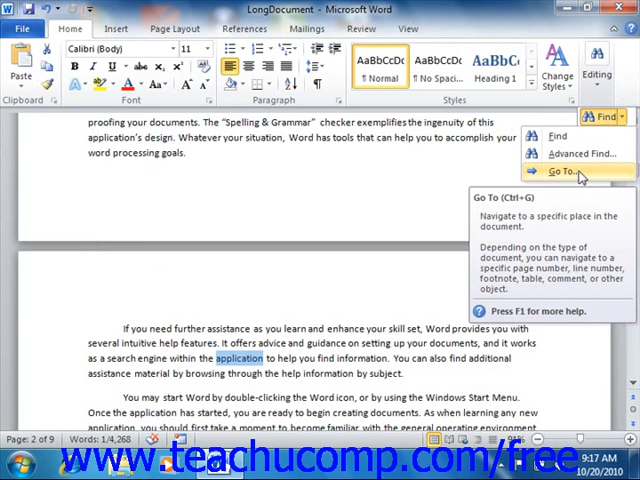 LongDocument - Microsoft Word
File Home Insert Page Layout References Mailings Review View
Calibri (Body) 11
Paste
AaBbCcDc AaBbCcDc AaBbCc
¶ Normal ¶ No Spaci... Heading 1
Change Styles
Editing
Clipboard Font Paragraph Styles
Find
Find
Advanced Find...
Go To...
Go To (Ctrl+G)
Navigate to a specific place in the
document.
Depending on the type of
document, you can navigate to a
specific page number, line number,
footnote, table, comment, or other
object.
Press F1 for more help.
proofing your documents. The “Spelling & Grammar” checker exemplifies the ingenuity of this
application's design. Whatever your situation, Word has tools that can help you to accomplish your
word processing goals.
If you need further assistance as you learn and enhance your skill set, Word provides you with
several intuitive help features. It offers advice and guidance on setting up your documents, and it works
as a search engine within the application to help you find information. You can also find additional
assistance material by browsing through the help information by subject.
You may start Word by double-clicking the Word icon, or by using the Windows Start Menu.
Once the application has started, you are ready to begin creating documents. As when learning any new
application, you should first take a moment to become familiar with the general operating environment
Page: 2 of 9 Words: 1/4,268 91%
www.teachucomp.com/free
9:17 AM
10/20/2010